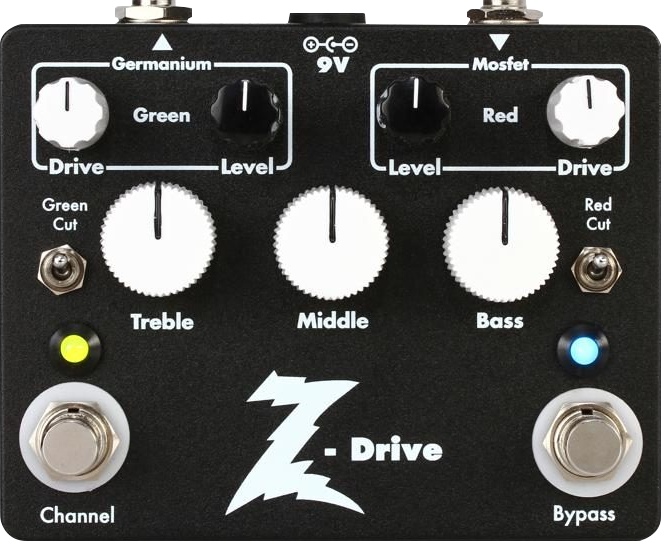 9V
Germanium
Green
Drive
Level
Mosfet
Red
Level
Drive
Green
Cut
Red
Cut
Treble
Middle
Bass
Z - Drive
Channel
Bypass